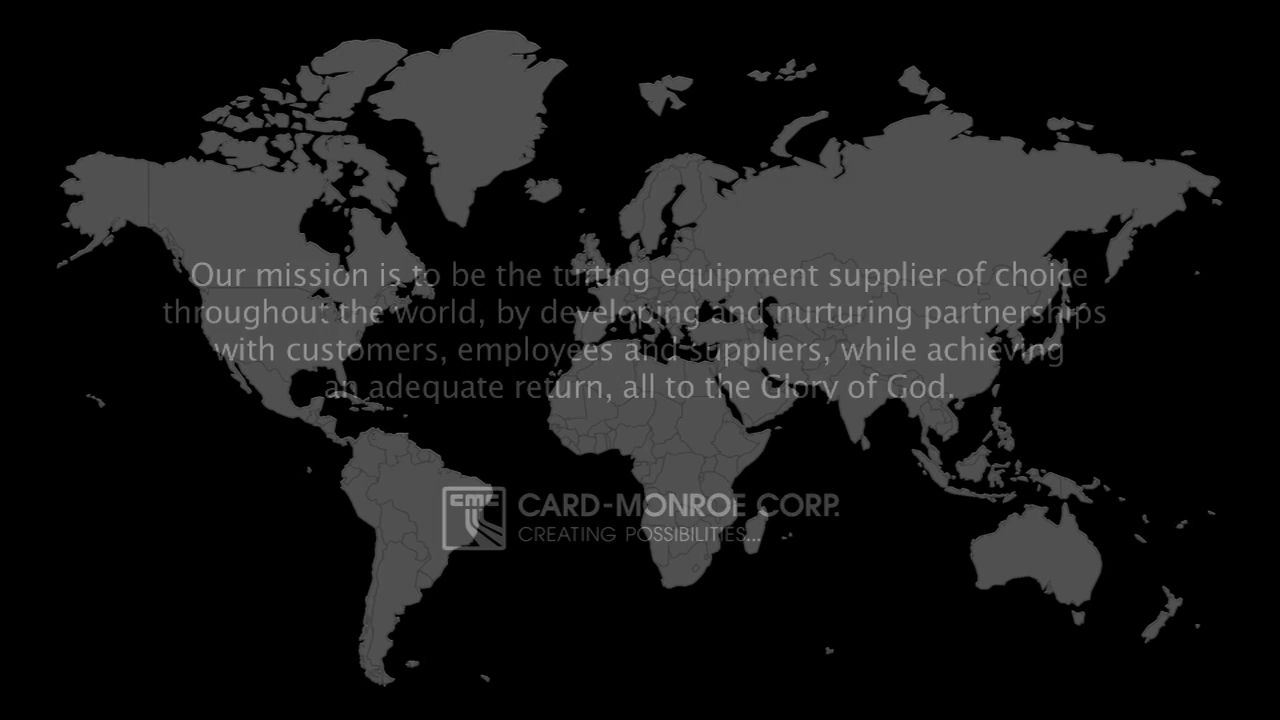 Our mission is to be the tufting equipment supplier of choice
throughout the world, by developing and nurturing partnerships
with customers, employees and suppliers, while achieving
an adequate return, all to the Glory of God.
CMC
CARD-MONROE CORP.
CREATING POSSIBILITIES...